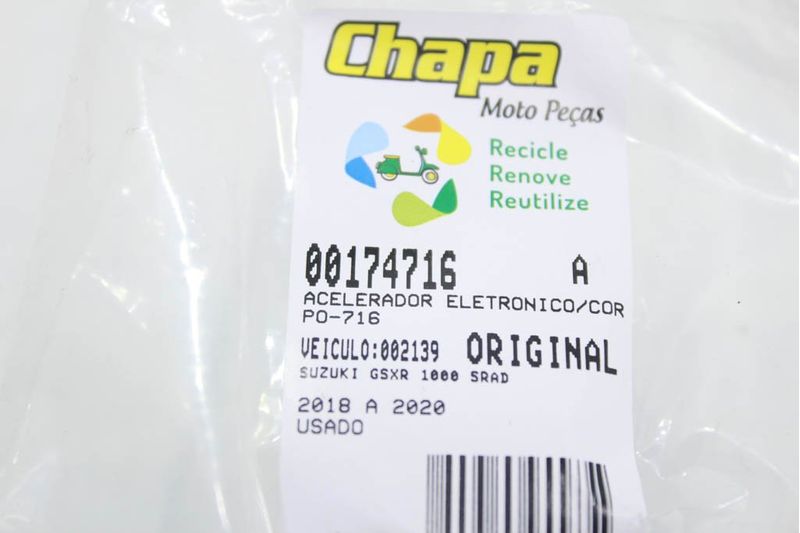 Chapa
Moto Peças
Recicle
Renove
Reutilize
00174716 A
ACELERADOR ELETRONICO/COR
PO-716
VEICULO:002139 ORIGINAL
SUZUKI GSXR 1000 SRAD
2018 A 2020
USADO